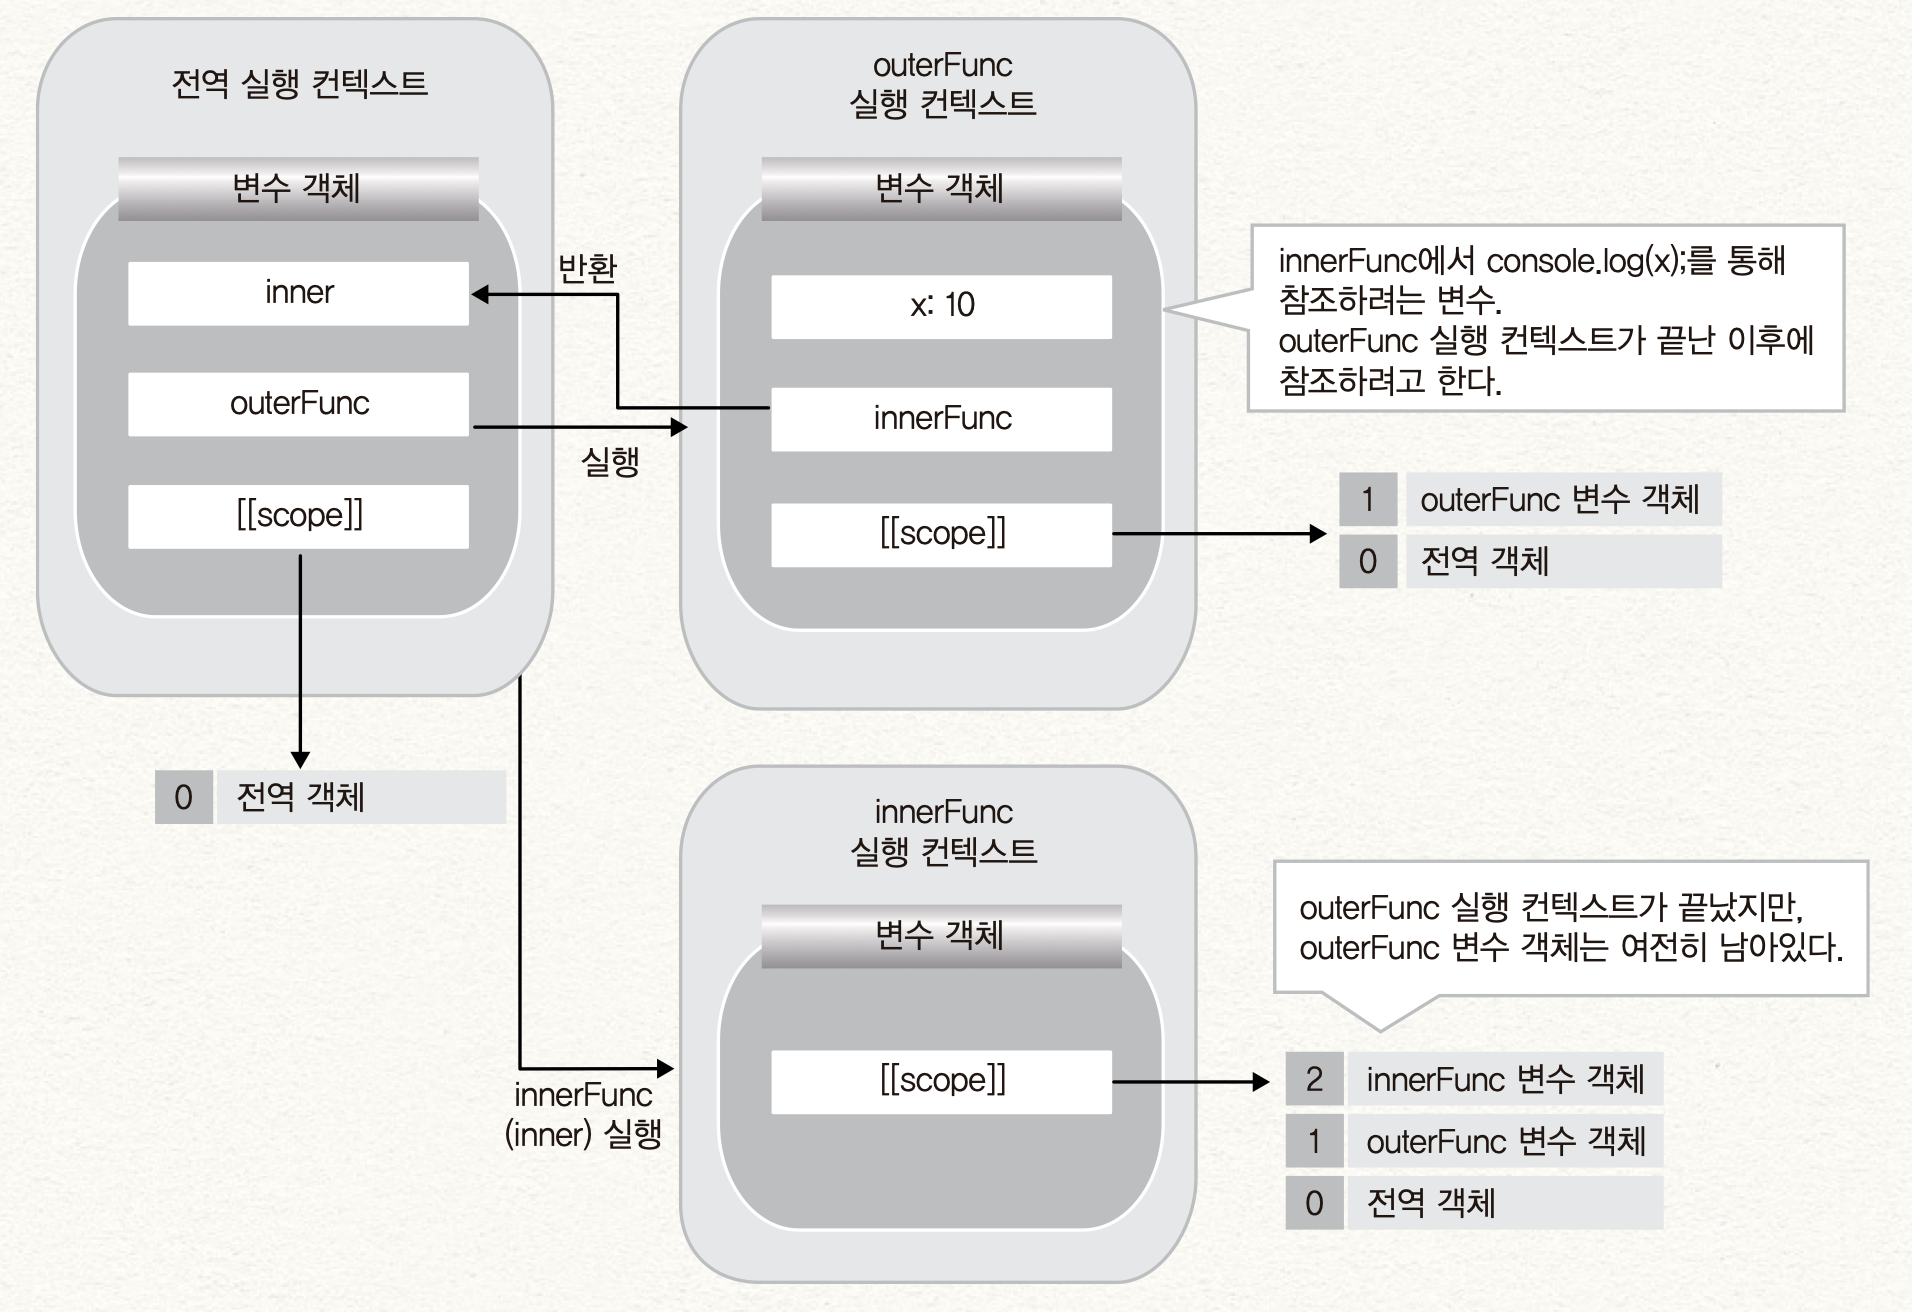 전역 실행 컨텍스트
변수 객체
inner
outerFunc
[[scope]]
0 전역 객체
반환
실행
outerFunc
실행 컨텍스트
변수 객체
x: 10
innerFunc
[[scope]]
innerFunc에서 console.log(x);를 통해
참조하려는 변수.
outerFunc 실행 컨텍스트가 끝난 이후에
참조하려고 한다.
1 outerFunc 변수 객체
0 전역 객체
innerFunc
(inner) 실행
innerFunc
실행 컨텍스트
변수 객체
[[scope]]
outerFunc 실행 컨텍스트가 끝났지만,
outerFunc 변수 객체는 여전히 남아있다.
2 innerFunc 변수 객체
1 outerFunc 변수 객체
0 전역 객체